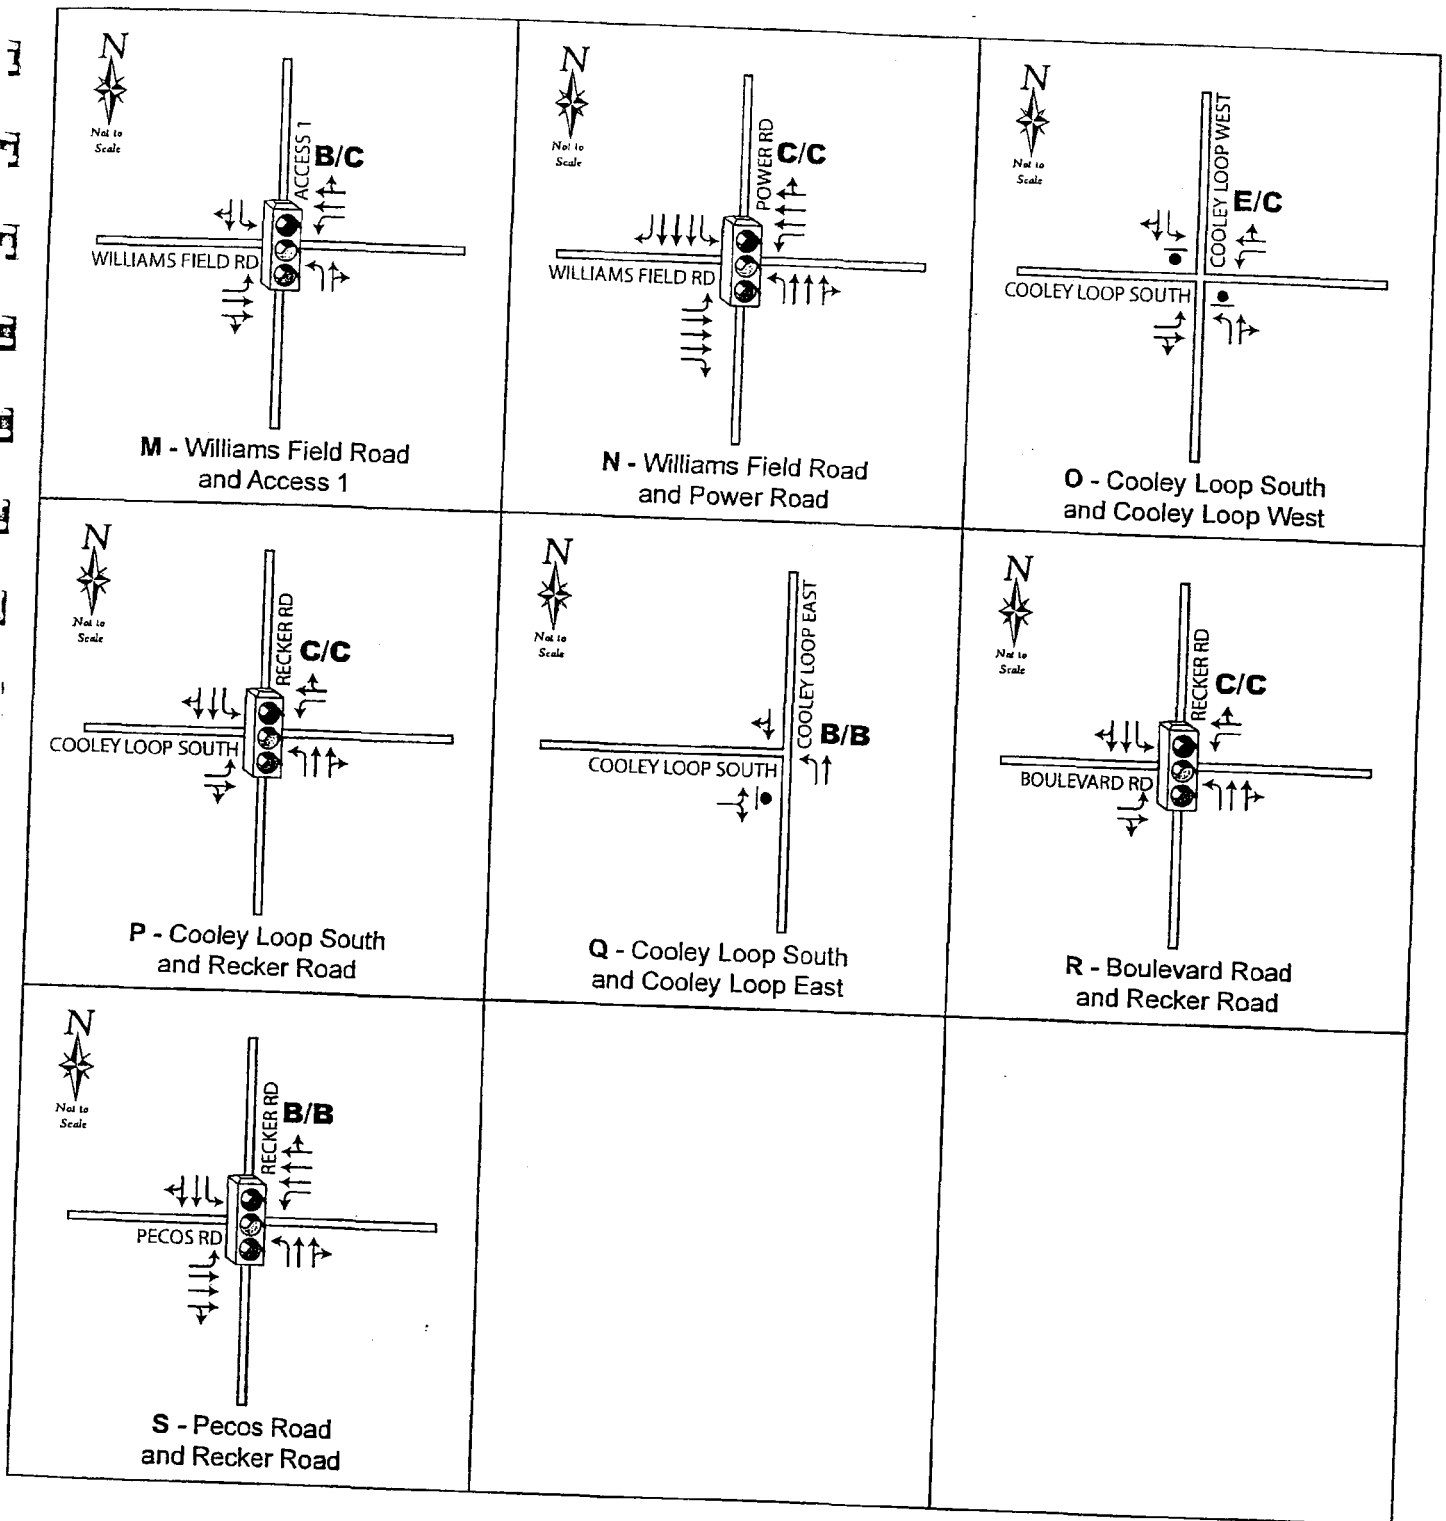 N
Not to
Scale
ACCESS 1
B/C
WILLIAMS FIELD RD
M - Williams Field Road
and Access 1
N
Not to
Scale
POWER RD
C/C
WILLIAMS FIELD RD
N - Williams Field Road
and Power Road
N
Not to
Scale
COOLEY LOOP WEST
E/C
COOLEY LOOP SOUTH
O - Cooley Loop South
and Cooley Loop West
N
Not to
Scale
RECKER RD
C/C
COOLEY LOOP SOUTH
P - Cooley Loop South
and Recker Road
N
Not to
Scale
COOLEY LOOP EAST
B/B
COOLEY LOOP SOUTH
Q - Cooley Loop South
and Cooley Loop East
N
Not to
Scale
RECKER RD
C/C
BOULEVARD RD
R - Boulevard Road
and Recker Road
N
Not to
Scale
RECKER RD
B/B
PECOS RD
S - Pecos Road
and Recker Road